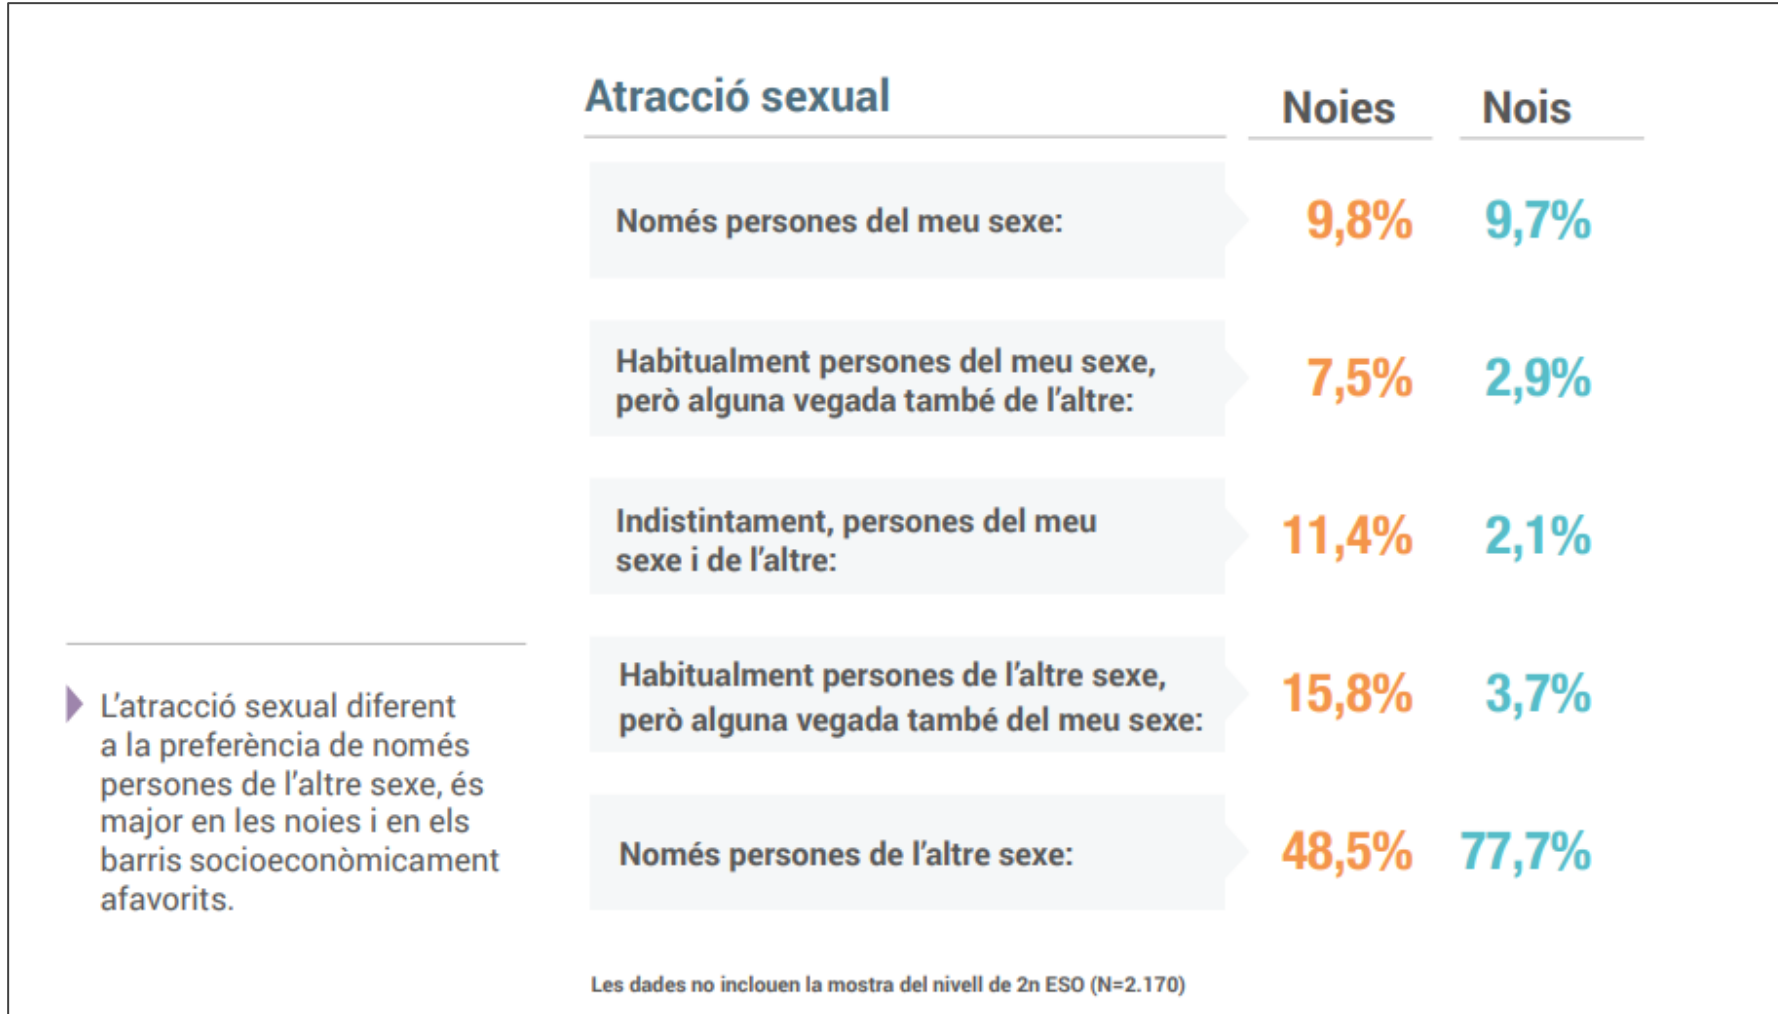 Atracció sexual Noies Nois
Només persones del meu sexe: 9,8% 9,7%
Habitualment persones del meu sexe,
però alguna vegada també de l'altre: 7,5% 2,9%
Indistintament, persones del meu
sexe i de l'altre: 11,4% 2,1%
Habitualment persones de l'altre sexe,
però alguna vegada també del meu sexe: 15,8% 3,7%
Només persones de l'altre sexe: 48,5% 77,7%
L'atracció sexual diferent
a la preferència de només
persones de l'altre sexe, és
major en les noies i en els
barris socioeconòmicament
afavorits.
Les dades no inclouen la mostra del nivell de 2n ESO (N=2.170)